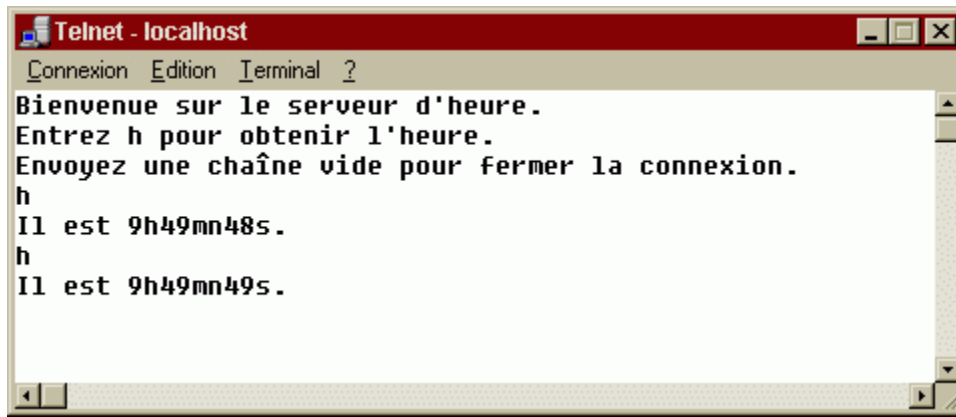 Telnet - localhost
Connexion Edition Terminal ?
Bienvenue sur le serveur d'heure.
Entrez h pour obtenir l'heure.
Envoyez une chaîne vide pour fermer la connexion.
h
Il est 9h49mn48s.
h
Il est 9h49mn49s.